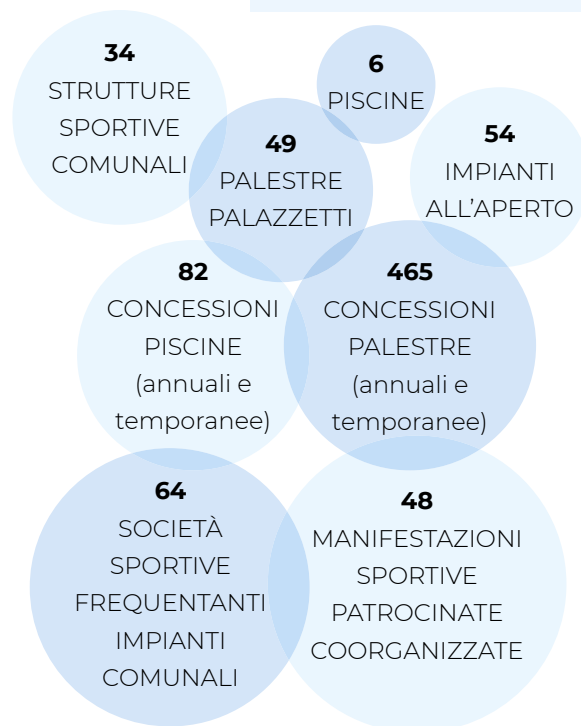 34
STRUTTURE
SPORTIVE
COMUNALI
6
PISCINE
49
PALESTRE
PALAZZETTI
54
IMPIANTI
ALL'APERTO
82
CONCESSIONI
PISCINE
(annuali e
temporanee)
465
CONCESSIONI
PALESTRE
(annuali e
temporanee)
64
SOCIETÀ
SPORTIVE
FREQUENTANTI
IMPIANTI
COMUNALI
48
MANIFESTAZIONI
SPORTIVE
PATROCINATE
COORGANIZZATE